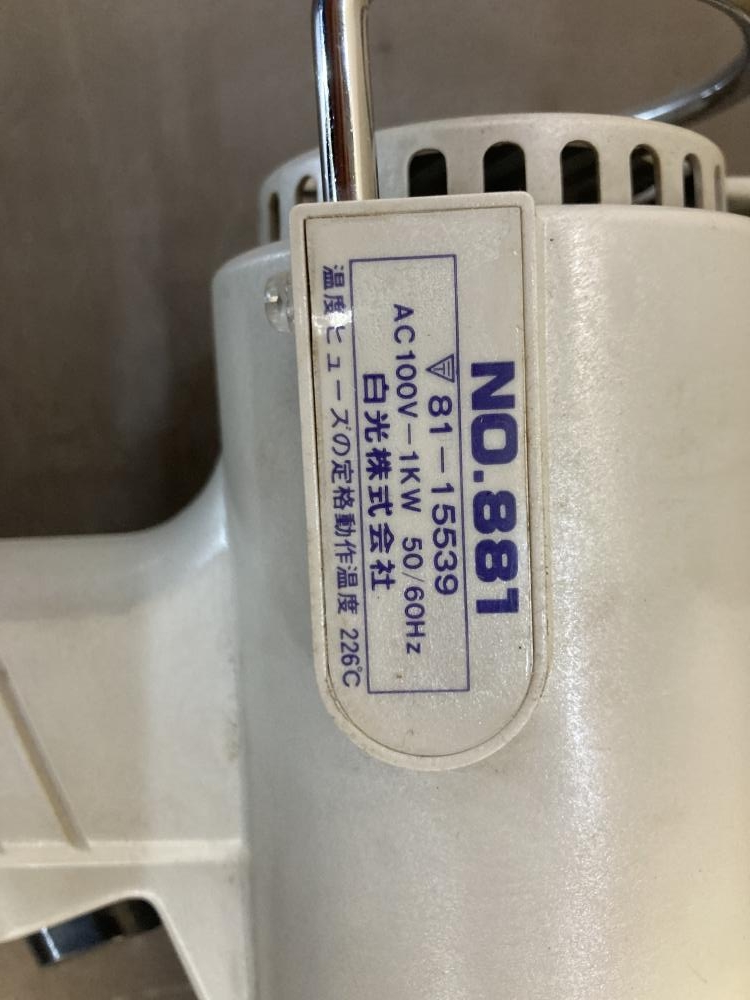 NO.881
〒 81-15539
AC100V-1KW 50/60Hz
白光株式会社
温度ヒューズの定格動作温度 226℃